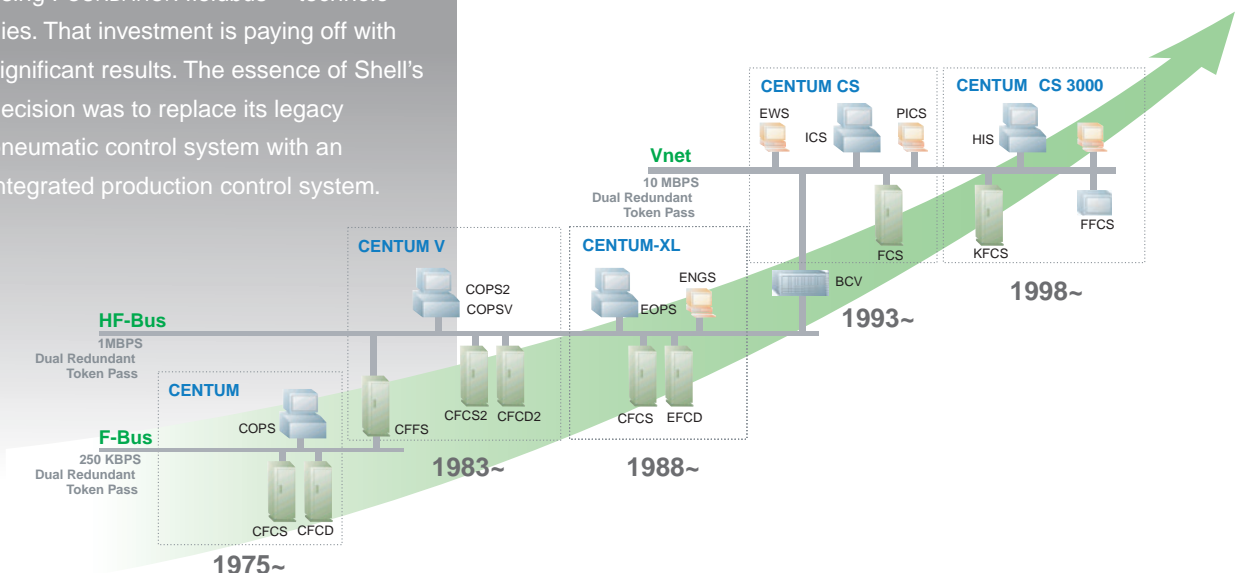 ies. That investment is paying off with
ignificant results. The essence of Shell's
ecision was to replace its legacy
neumatic control system with an
ntegrated production control system.
CENTUM CS
EWS
ICS
PICS
CENTUM CS 3000
HIS
FFCS
KFCS
FCS
Vnet
10 MBPS
Dual Redundant
Token Pass
BCV
1998~
1993~
CENTUM V
COPS2
COPSV
CENTUM-XL
ENGS
EOPS
HF-Bus
1MBPS
Dual Redundant
Token Pass
CFCS2 CFCD2
CFCS EFCD
CENTUM
COPS
CFFS
F-Bus
250 KBPS
Dual Redundant
Token Pass
1983~
1988~
CFCS CFCD
1975~